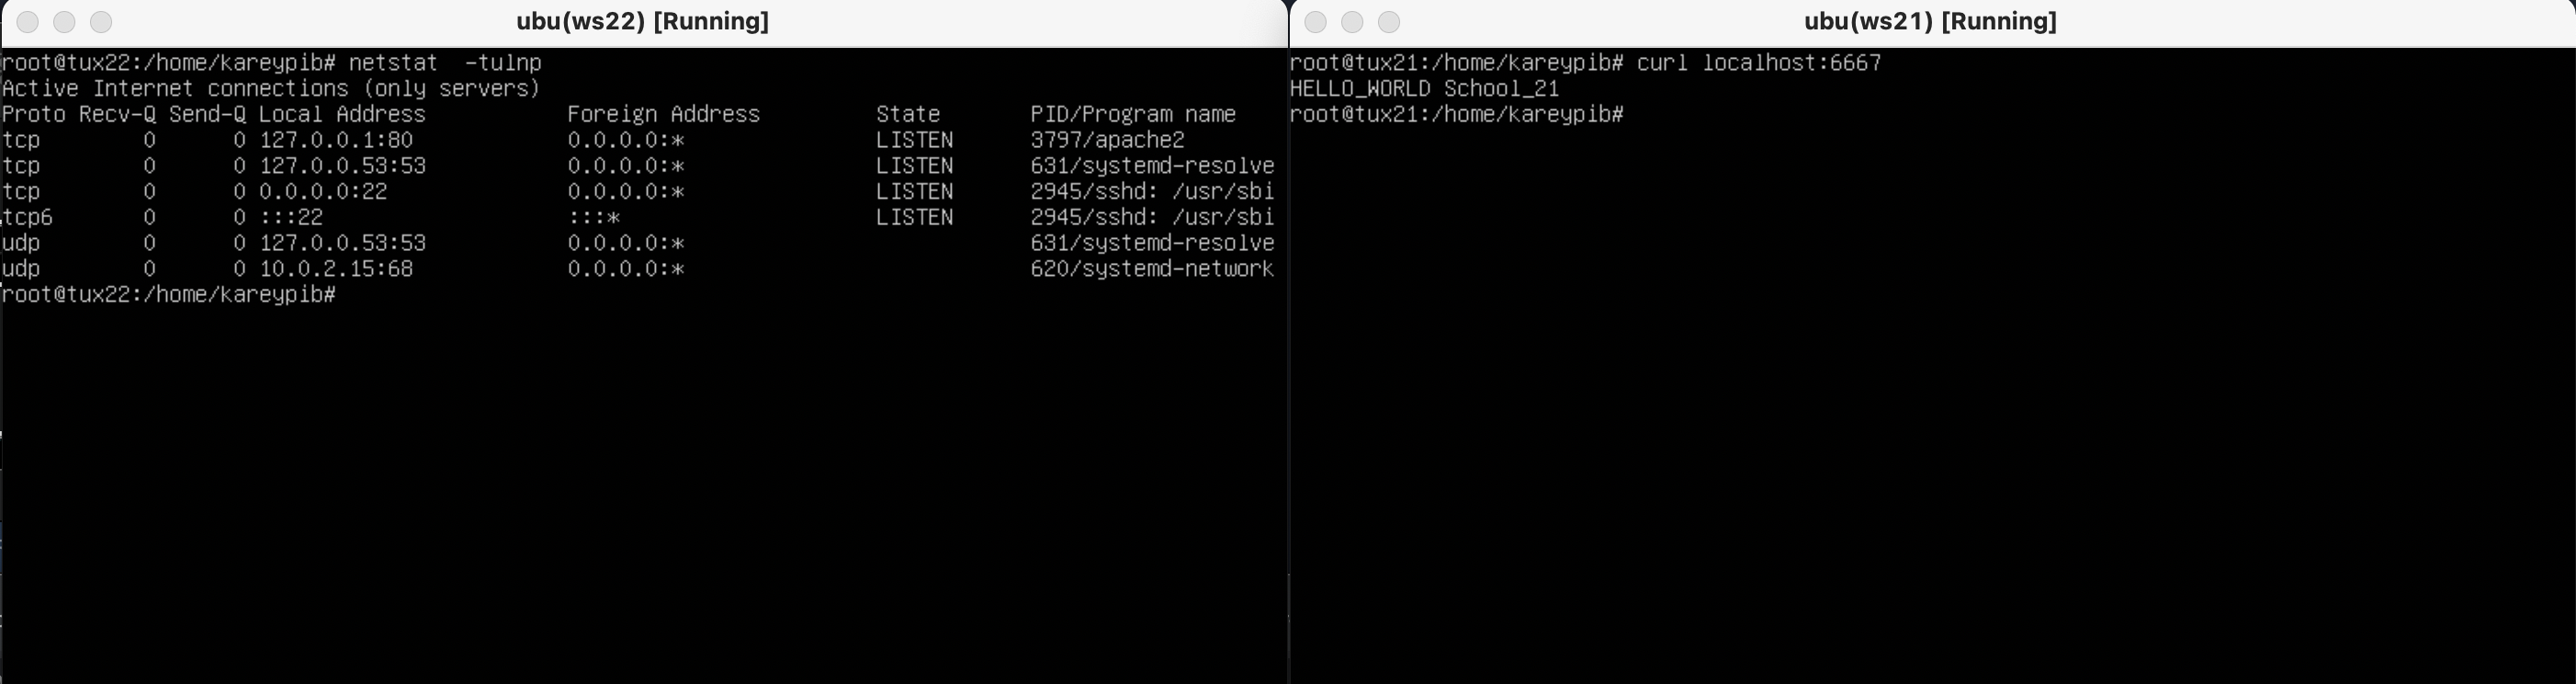 ubu(ws22) [Running]
root@tux22:/home/kareypib# netstat  -tulnp
Active Internet connections (only servers)
Proto Recv-Q Send-Q Local Address           Foreign Address         State       PID/Program name
tcp        0      0 127.0.0.1:80            0.0.0.0:*               LISTEN      3797/apache2
tcp        0      0 127.0.0.53:53           0.0.0.0:*               LISTEN      631/systemd-resolve
tcp        0      0 0.0.0.0:22              0.0.0.0:*               LISTEN      2945/sshd: /usr/sbi
tcp6       0      0 :::22                   :::*                    LISTEN      2945/sshd: /usr/sbi
udp        0      0 127.0.0.53:53           0.0.0.0:*                           631/systemd-resolve
udp        0      0 10.0.2.15:68            0.0.0.0:*                           620/systemd-network
root@tux22:/home/kareypib#
ubu(ws21) [Running]
root@tux21:/home/kareypib# curl localhost:6667
HELLO_WORLD School_21
root@tux21:/home/kareypib#